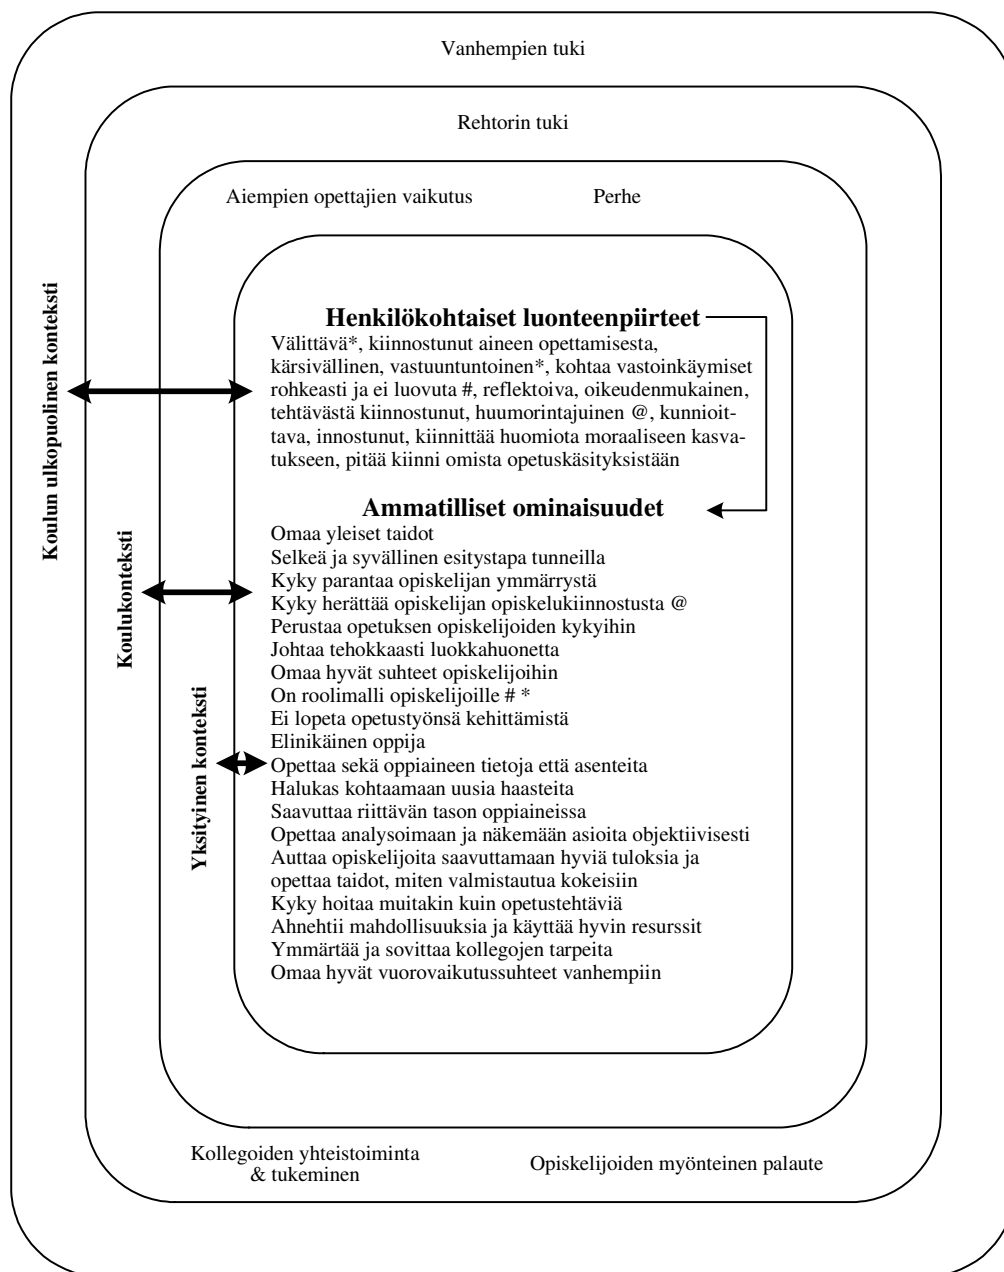 Vanhempien tuki
Rehtorin tuki
Aiempien opettajien vaikutus
Perhe
Koulun ulkopuolinen konteksti
Koulukonteksti
Yksityinen konteksti
Henkilökohtaiset luonteenpiirteet
Välittävä*, kiinnostunut aineen opettamisesta,
kärsivällinen, vastuuntuntoinen*, kohtaa vastoinkäymiset
rohkeasti ja ei luovuta #, reflektoiva, oikeudenmukainen,
tehtävästä kiinnostunut, huumorintajuinen @, kunnioit-
tava, innostunut, kiinnittää huomiota moraaliseen kasva-
tukseen, pitää kiinni omista opetuskäsityksistään
Ammatilliset ominaisuudet
Omaa yleiset taidot
Selkeä ja syvällinen esitystapa tunneilla
Kyky parantaa opiskelijan ymmärrystä
Kyky herättää opiskelijan opiskelukiinnostusta @
Perustaa opetuksen opiskelijoiden kykyihin
Johtaa tehokkaasti luokkahuonetta
Omaa hyvät suhteet opiskelijoihin
On roolimalli opiskelijoille # *
Ei lopeta opetustyönsä kehittämistä
Elinikäinen oppija
Opettaa sekä oppiaineen tietoja että asenteita
Halukas kohtaamaan uusia haasteita
Saavuttaa riittävän tason oppiaineissa
Opettaa analysoimaan ja näkemään asioita objektiivisesti
Auttaa opiskelijoita saavuttamaan hyviä tuloksia ja
opettaa taidot, miten valmistautua kokeisiin
Kyky hoitaa muitakin kuin opetustehtäviä
Ahnehtii mahdollisuuksia ja käyttää hyvin resurssit
Ymmärtää ja sovittaa kollegojen tarpeita
Omaa hyvät vuorovaikutussuhteet vanhempiin
Kollegoiden yhteistoiminta
& tukeminen
Opiskelijoiden myönteinen palaute